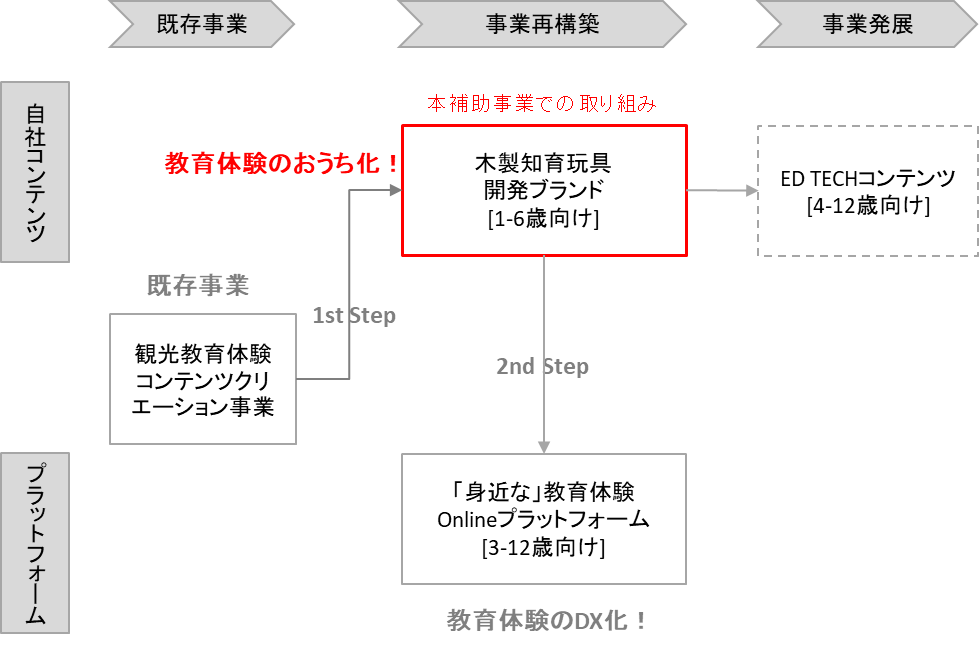 既存事業
事業再構築
事業発展
自社コンテンツ
本補助事業での取り組み
教育体験のおうち化！
木製知育玩具
開発ブランド
[1-6歳向け]
ED TECHコンテンツ
[4-12歳向け]
既存事業
1st Step
観光教育体験
コンテンツクリ
エーション事業
2nd Step
プラットフォーム
「身近な」教育体験
Onlineプラットフォーム
[3-12歳向け]
教育体験のDX化！